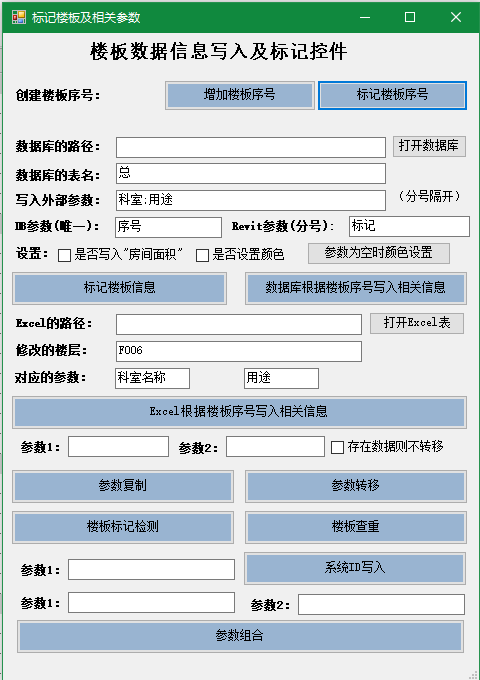 标记楼板及相关参数
楼板数据信息写入及标记控件
创建楼板序号： 增加楼板序号 标记楼板序号
数据库的路径： 打开数据库
数据库的表名： 总
写入外部参数： 科室;用途 （分号隔开）
DB参数(唯一)： 序号 Revit参数(分号)： 标记
设置： 是否写入"房间面积" 是否设置颜色 参数为空时颜色设置
标记楼板信息 数据库根据楼板序号写入相关信息
Excel的路径： 打开Excel表
修改的楼层： F006
对应的参数： 科室名称 用途
Excel根据楼板序号写入相关信息
参数1： 参数2： 存在数据则不转移
参数复制 参数转移
楼板标记检测 楼板查重
参数1： 系统ID写入
参数1： 参数2：
参数组合